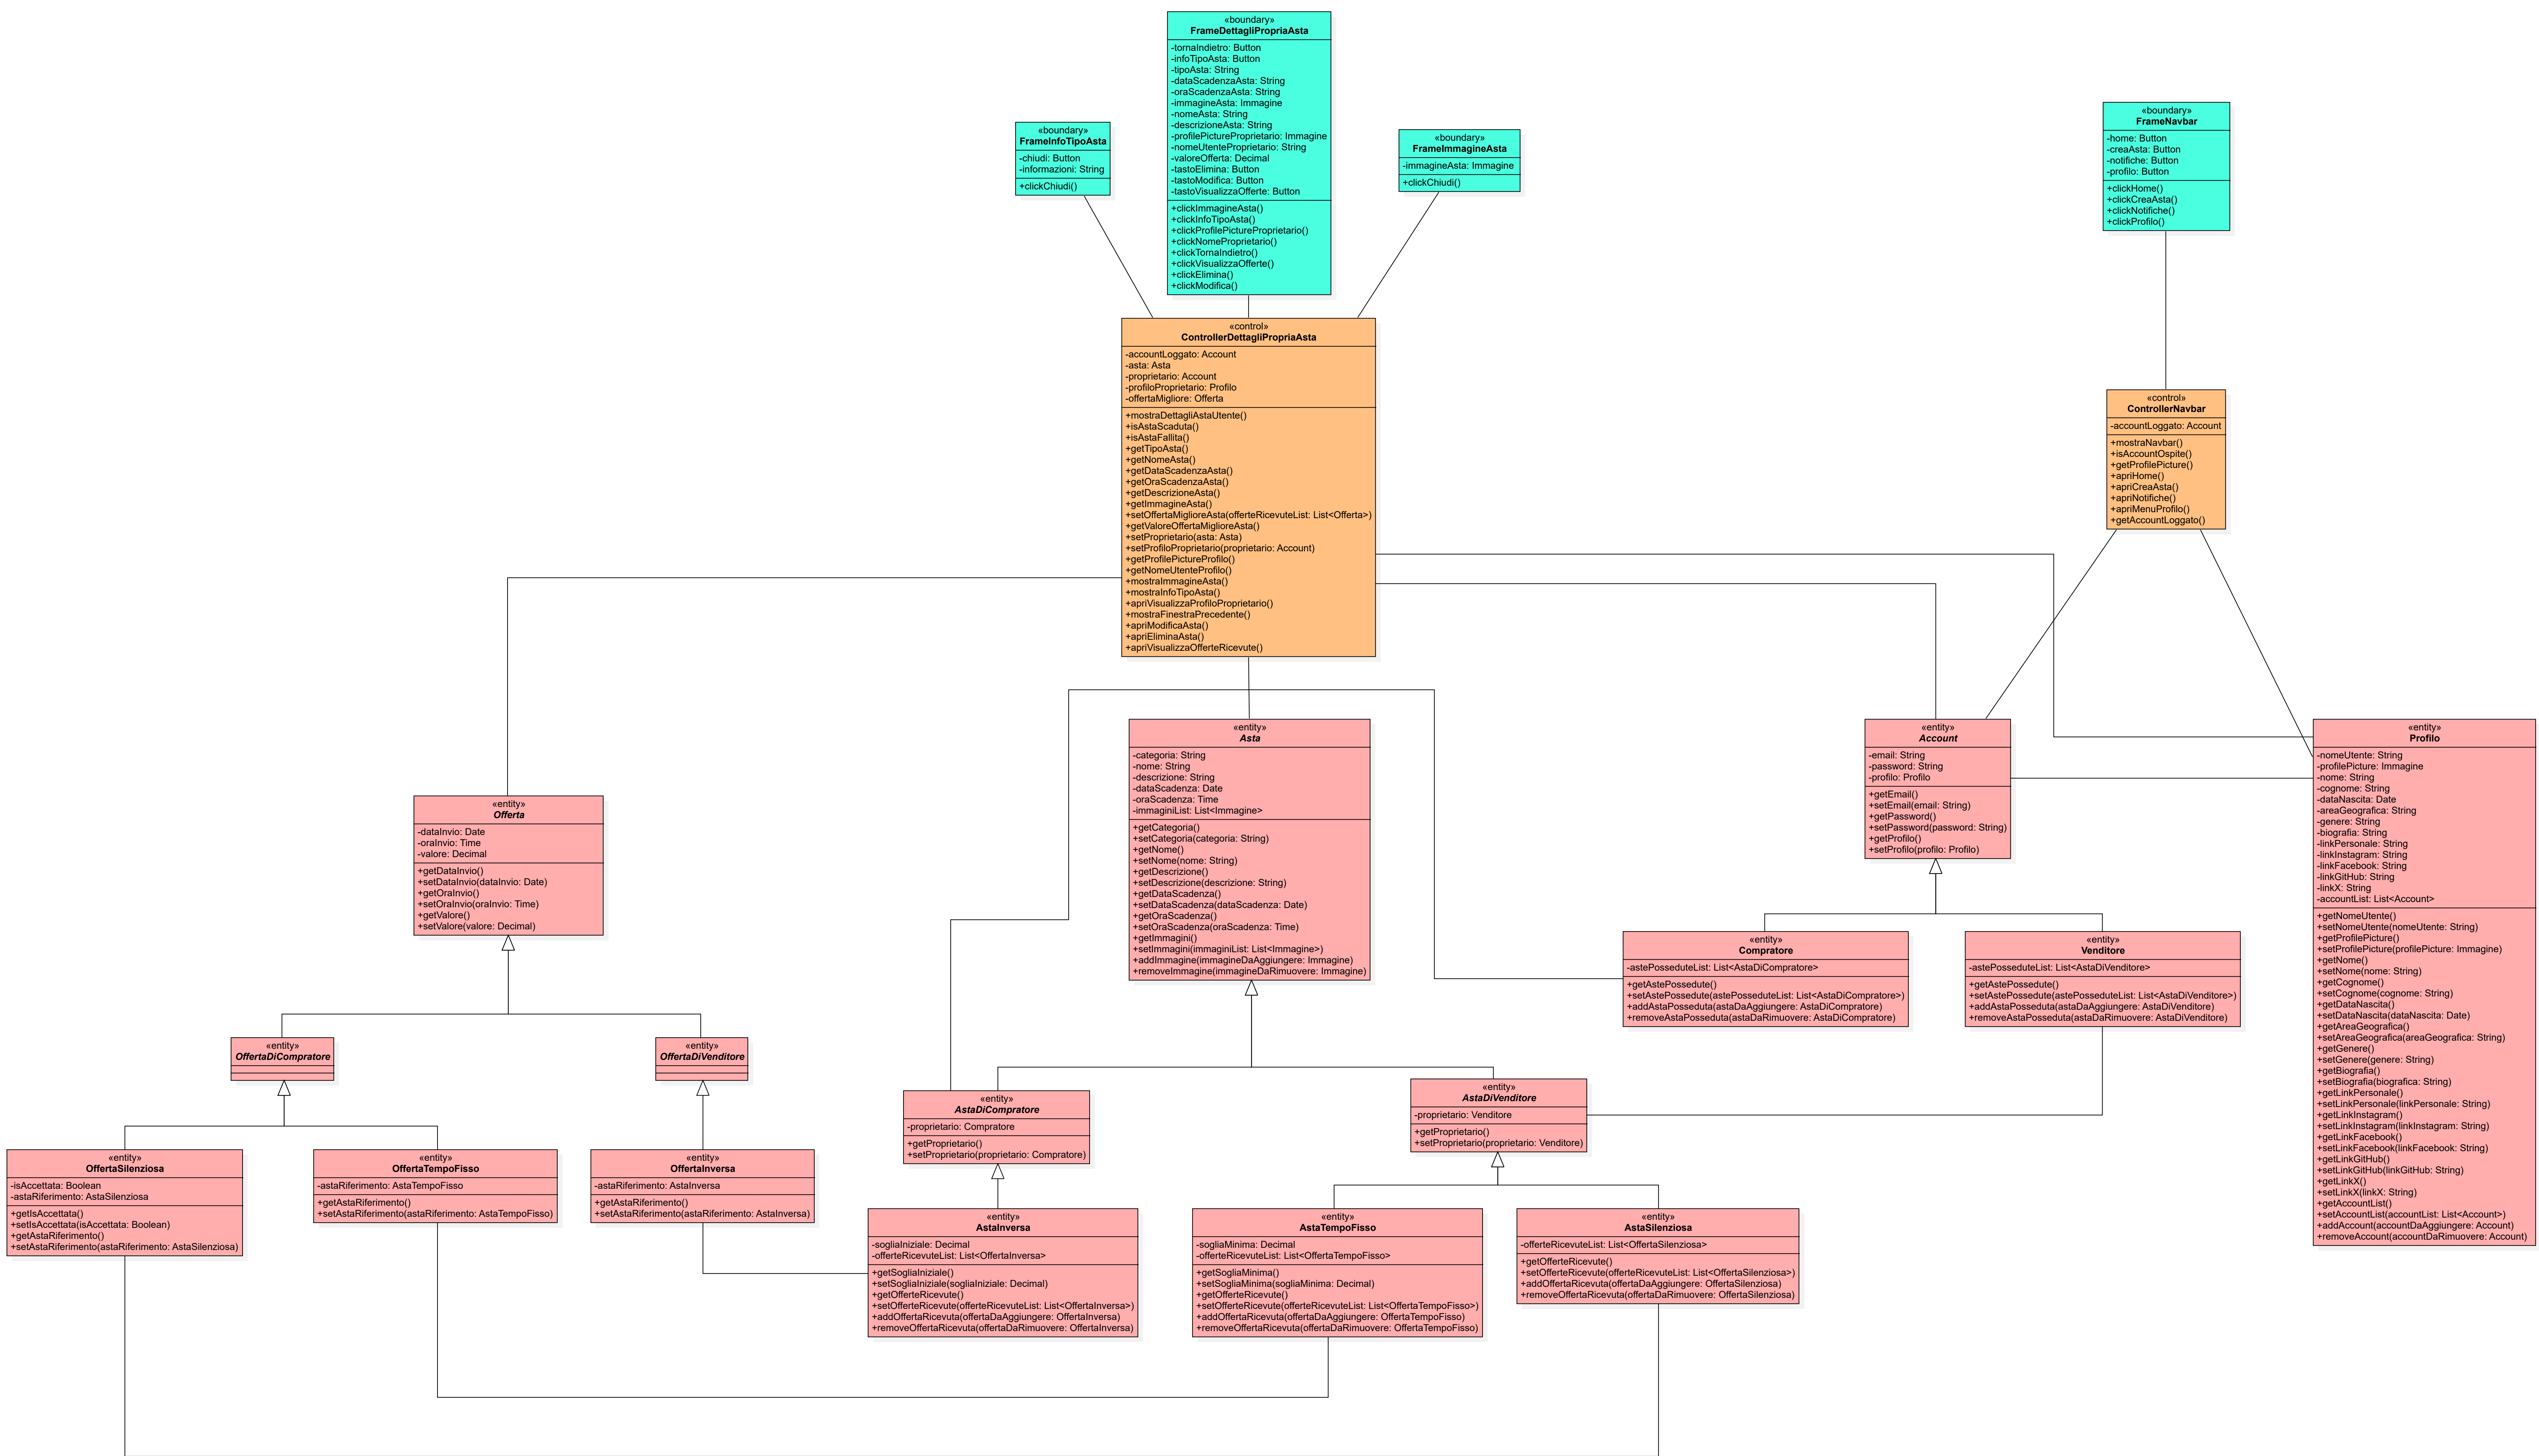 «boundary»
FrameDettagliPropriaAsta
-tornaIndietro: Button
-infoTipoAsta: Button
-tipoAsta: String
-dataScadenzaAsta: String
-oraScadenzaAsta: String
-immagineAsta: Immagine
-nomeAsta: String
-descrizioneAsta: String
-profilePictureProprietario: Immagine
-nomeUtenteProprietario: String
-valoreOfferta: Decimal
-tastoElimina: Button
-tastoModifica: Button
-tastoVisualizzaOfferte: Button
+clickImmagineAsta()
+clickInfoTipoAsta()
+clickProfilePictureProprietario()
+clickNomeProprietario()
+clickTornaIndietro()
+clickVisualizzaOfferte()
+clickElimina()
+clickModifica()
«boundary»
FrameInfoTipoAsta
-chiudi: Button
-informazioni: String
+clickChiudi()
«boundary»
FrameImmagineAsta
-immagineAsta: Immagine
+clickChiudi()
«boundary»
FrameNavbar
-home: Button
-creaAsta: Button
-notifiche: Button
-profilo: Button
+clickHome()
+clickCreaAsta()
+clickNotifiche()
+clickProfilo()
«control»
ControllerDettagliPropriaAsta
-accountLoggato: Account
-asta: Asta
-proprietario: Account
-profiloProprietario: Profilo
-offertaMigliore: Offerta
+mostraDettagliAstaUtente()
+isAstaScaduta()
+isAstaFallita()
+getTipoAsta()
+getNomeAsta()
+getDataScadenzaAsta()
+getOraScadenzaAsta()
+getDescrizioneAsta()
+getImmagineAsta()
+setOffertaMiglioreAsta(offerteRicevuteList: List<Offerta>)
+getValoreOffertaMiglioreAsta()
+setProprietario(asta: Asta)
+setProfiloProprietario(proprietario: Account)
+getProfilePictureProfilo()
+getNomeUtenteProfilo()
+mostraImmagineAsta()
+mostraInfoTipoAsta()
+apriVisualizzaProfiloProprietario()
+mostraFinestraPrecedente()
+apriModificaAsta()
+apriEliminaAsta()
+apriVisualizzaOfferteRicevute()
«control»
ControllerNavbar
-accountLoggato: Account
+mostraNavbar()
+isAccountOspite()
+getProfilePicture()
+apriHome()
+apriCreaAsta()
+apriNotifiche()
+apriMenuProfilo()
+getAccountLoggato()
«entity»
Asta
-categoria: String
-nome: String
-descrizione: String
-dataScadenza: Date
-oraScadenza: Time
-immaginiList: List<Immagine>
+getCategoria()
+setCategoria(categoria: String)
+getNome()
+setNome(nome: String)
+getDescrizione()
+setDescrizione(descrizione: String)
+getDataScadenza()
+setDataScadenza(dataScadenza: Date)
+getOraScadenza()
+setOraScadenza(oraScadenza: Time)
+getImmagini()
+setImmagini(immaginiList: List<Immagine>)
+addImmagine(immagineDaAggiungere: Immagine)
+removeImmagine(immagineDaRimuovere: Immagine)
«entity»
Account
-email: String
-password: String
-profilo: Profilo
+getEmail()
+setEmail(email: String)
+getPassword()
+setPassword(password: String)
+getProfilo()
+setProfilo(profilo: Profilo)
«entity»
Profilo
-nomeUtente: String
-profilePicture: Immagine
-nome: String
-cognome: String
-dataNascita: Date
-areaGeografica: String
-genere: String
-biografia: String
-linkPersonale: String
-linkInstagram: String
-linkFacebook: String
-linkGitHub: String
-linkX: String
-accountList: List<Account>
+getNomeUtente()
+setNomeUtente(nomeUtente: String)
+getProfilePicture()
+setProfilePicture(profilePicture: Immagine)
+getNome()
+setNome(nome: String)
+getCognome()
+setCognome(cognome: String)
+getDataNascita()
+setDataNascita(dataNascita: Date)
+getAreaGeografica()
+setAreaGeografica(areaGeografica: String)
+getGenere()
+setGenere(genere: String)
+getBiografia()
+setBiografia(biografica: String)
+getLinkPersonale()
+setLinkPersonale(linkPersonale: String)
+getLinkInstagram()
+setLinkInstagram(linkInstagram: String)
+getLinkFacebook()
+setLinkFacebook(linkFacebook: String)
+getLinkGitHub()
+setLinkGitHub(linkGitHub: String)
+getLinkX()
+setLinkX(linkX: String)
+getAccountList()
+setAccountList(accountList: List<Account>)
+addAccount(accountDaAggiungere: Account)
+removeAccount(accountDaRimuovere: Account)
«entity»
Offerta
-dataInvio: Date
-oraInvio: Time
-valore: Decimal
+getDataInvio()
+setDataInvio(dataInvio: Date)
+getOraInvio()
+setOraInvio(oraInvio: Time)
+getValore()
+setValore(valore: Decimal)
«entity»
Compratore
-astePosseduteList: List<AstaDiCompratore>
+getAstePossedute()
+setAstePossedute(astePosseduteList: List<AstaDiCompratore>)
+addAstaPosseduta(astaDaAggiungere: AstaDiCompratore)
+removeAstaPosseduta(astaDaRimuovere: AstaDiCompratore)
«entity»
Venditore
-astePosseduteList: List<AstaDiVenditore>
+getAstePossedute()
+setAstePossedute(astePosseduteList: List<AstaDiVenditore>)
+addAstaPosseduta(astaDaAggiungere: AstaDiVenditore)
+removeAstaPosseduta(astaDaRimuovere: AstaDiVenditore)
«entity»
OffertaDiCompratore
«entity»
OffertaDiVenditore
«entity»
AstaDiCompratore
-proprietario: Compratore
+getProprietario()
+setProprietario(proprietario: Compratore)
«entity»
AstaDiVenditore
-proprietario: Venditore
+getProprietario()
+setProprietario(proprietario: Venditore)
«entity»
OffertaSilenziosa
-isAccettata: Boolean
-astaRiferimento: AstaSilenziosa
+getIsAccettata()
+setIsAccettata(isAccettata: Boolean)
+getAstaRiferimento()
+setAstaRiferimento(astaRiferimento: AstaSilenziosa)
«entity»
OffertaTempoFisso
-astaRiferimento: AstaTempoFisso
+getAstaRiferimento()
+setAstaRiferimento(astaRiferimento: AstaTempoFisso)
«entity»
OffertaInversa
-astaRiferimento: AstaInversa
+getAstaRiferimento()
+setAstaRiferimento(astaRiferimento: AstaInversa)
«entity»
AstaInversa
-sogliaIniziale: Decimal
-offerteRicevuteList: List<OffertaInversa>
+getSogliaIniziale()
+setSogliaIniziale(sogliaIniziale: Decimal)
+getOfferteRicevute()
+setOfferteRicevute(offerteRicevuteList: List<OffertaInversa>)
+addOffertaRicevuta(offertaDaAggiungere: OffertaInversa)
+removeOffertaRicevuta(offertaDaRimuovere: OffertaInversa)
«entity»
AstaTempoFisso
-sogliaMinima: Decimal
-offerteRicevuteList: List<OffertaTempoFisso>
+getSogliaMinima()
+setSogliaMinima(sogliaMinima: Decimal)
+getOfferteRicevute()
+setOfferteRicevute(offerteRicevuteList: List<OffertaTempoFisso>)
+addOffertaRicevuta(offertaDaAggiungere: OffertaTempoFisso)
+removeOffertaRicevuta(offertaDaRimuovere: OffertaTempoFisso)
«entity»
AstaSilenziosa
-offerteRicevuteList: List<OffertaSilenziosa>
+getOfferteRicevute()
+setOfferteRicevute(offerteRicevuteList: List<OffertaSilenziosa>)
+addOffertaRicevuta(offertaDaAggiungere: OffertaSilenziosa)
+removeOffertaRicevuta(offertaDaRimuovere: OffertaSilenziosa)